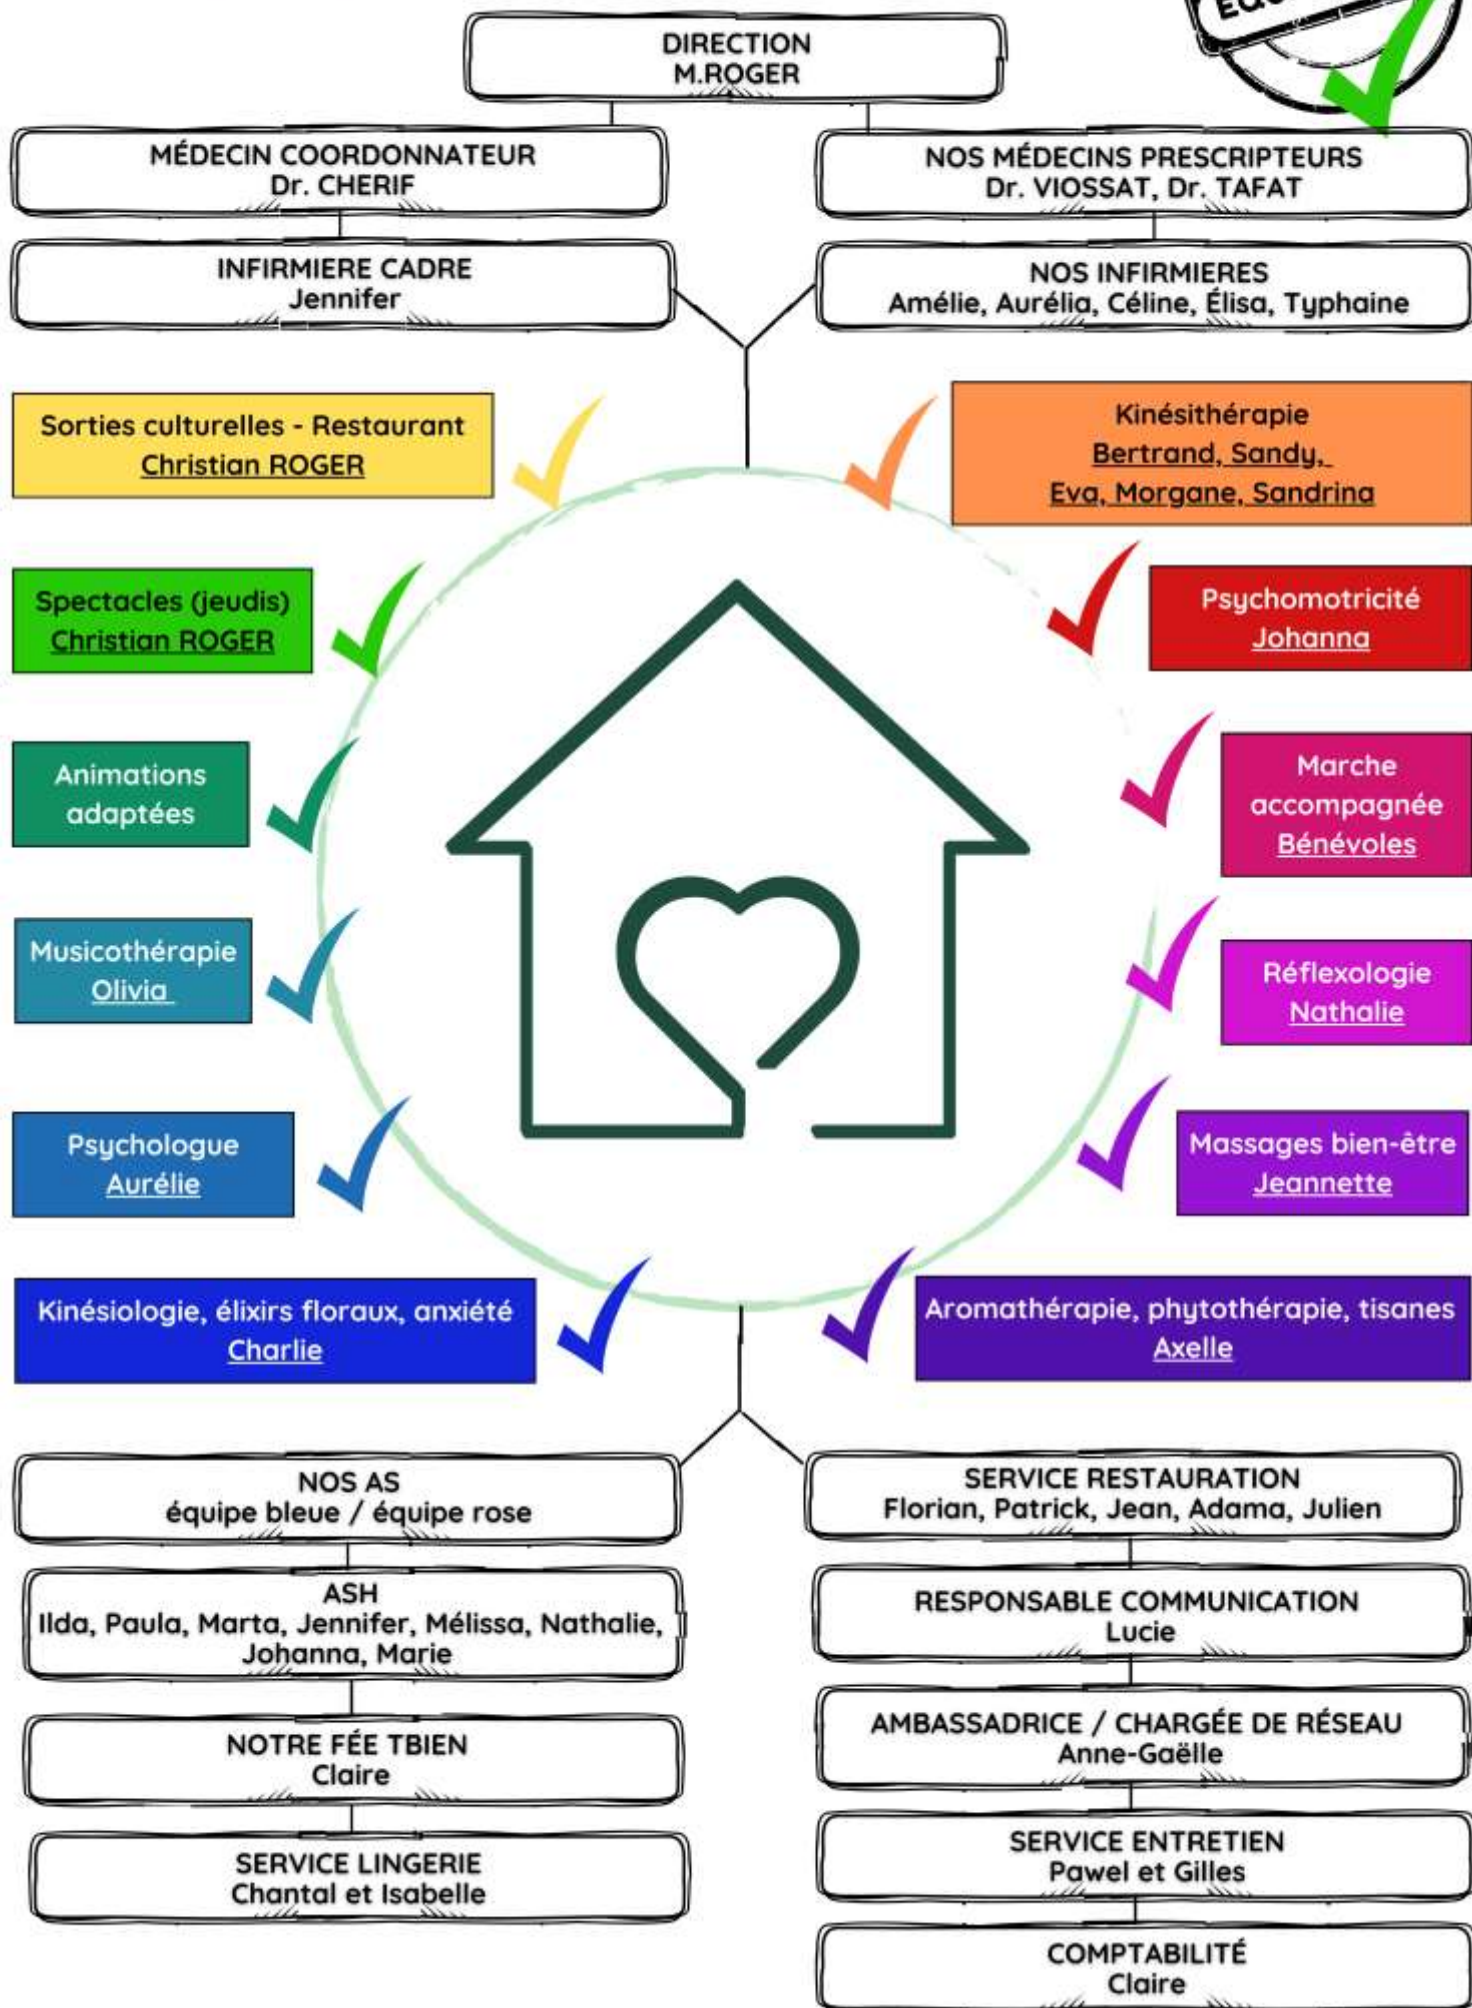 DIRECTION
M.ROGER
MÉDECIN COORDONNATEUR
Dr. CHERIF
NOS MÉDECINS PRESCRIPTEURS
Dr. VIOSSAT, Dr. TAFAT
INFIRMIERE CADRE
Jennifer
NOS INFIRMIERES
Amélie, Aurélia, Céline, Élisa, Typhaine
Sorties culturelles - Restaurant
Christian ROGER
Kinésithérapie
Bertrand, Sandy,
Eva, Morgane, Sandrina
Spectacles (jeudis)
Christian ROGER
Psychomotricité
Johanna
Animations
adaptées
Marche
accompagnée
Bénévoles
Musicothérapie
Olivia
Réflexologie
Nathalie
Psychologue
Aurélie
Massages bien-être
Jeannette
Kinésiologie, élixirs floraux, anxiété
Charlie
Aromathérapie, phytothérapie, tisanes
Axelle
NOS AS
équipe bleue / équipe rose
ASH
Ilda, Paula, Marta, Jennifer, Mélissa, Nathalie,
Johanna, Marie
NOTRE FÉE TBIEN
Claire
SERVICE LINGERIE
Chantal et Isabelle
SERVICE RESTAURATION
Florian, Patrick, Jean, Adama, Julien
RESPONSABLE COMMUNICATION
Lucie
AMBASSADRICE / CHARGÉE DE RÉSEAU
Anne-Gaëlle
SERVICE ENTRETIEN
Pawel et Gilles
COMPTABILITÉ
Claire